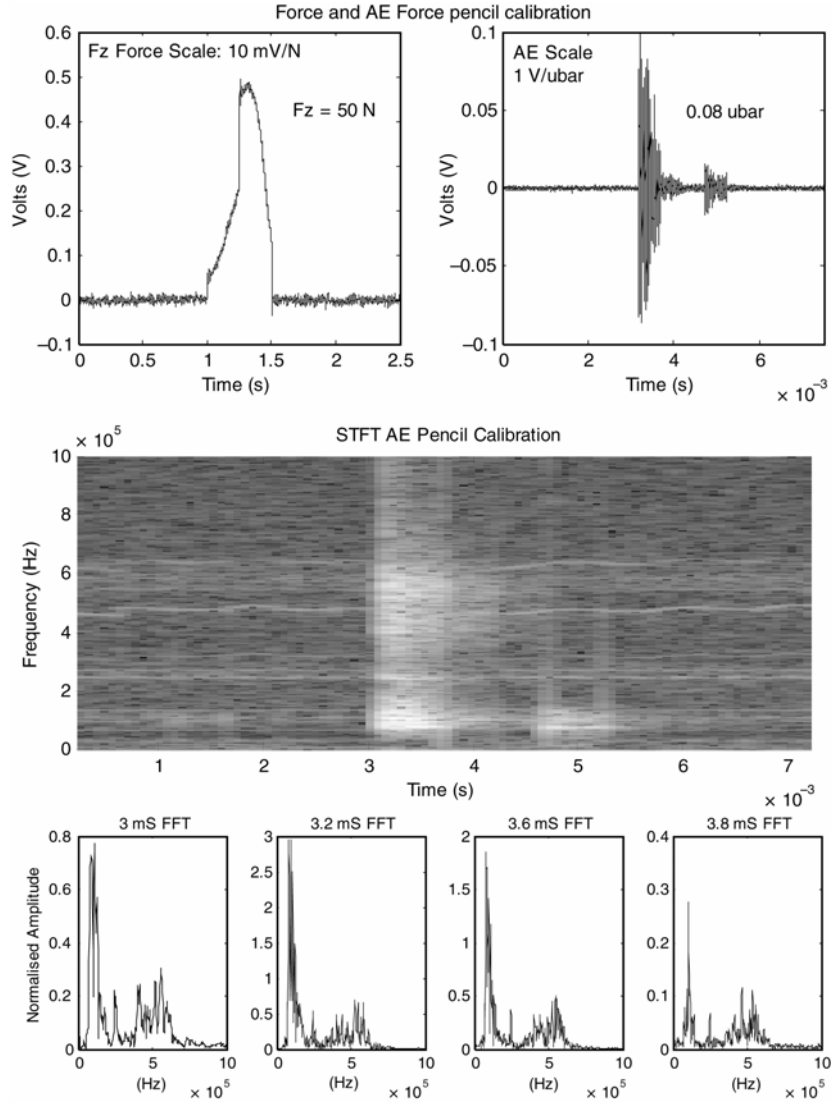 Force and AE Force pencil calibration
Fz Force Scale: 10 mV/N
Fz = 50 N
Volts (V)
0.6
0.5
0.4
0.3
0.2
0.1
0
−0.1
0 0.5 1 1.5 2 2.5
Time (s)
AE Scale
1 V/ubar
0.08 ubar
Volts (V)
0.1
0.05
0
−0.05
−0.1
0 2 4 6
Time (s)
× 10⁻³
STFT AE Pencil Calibration
× 10⁵
Frequency (Hz)
10
8
6
4
2
0
1 2 3 4 5 6 7
Time (s)
× 10⁻³
3 mS FFT
Normalised Amplitude
0.8
0.6
0.4
0.2
0
0 5 10
(Hz)
× 10⁵
3.2 mS FFT
3
2.5
2
1.5
1
0.5
0
0 5 10
(Hz)
× 10⁵
3.6 mS FFT
2
1.5
1
0.5
0
0 5 10
(Hz)
× 10⁵
3.8 mS FFT
0.4
0.3
0.2
0.1
0
0 5 10
(Hz)
× 10⁵